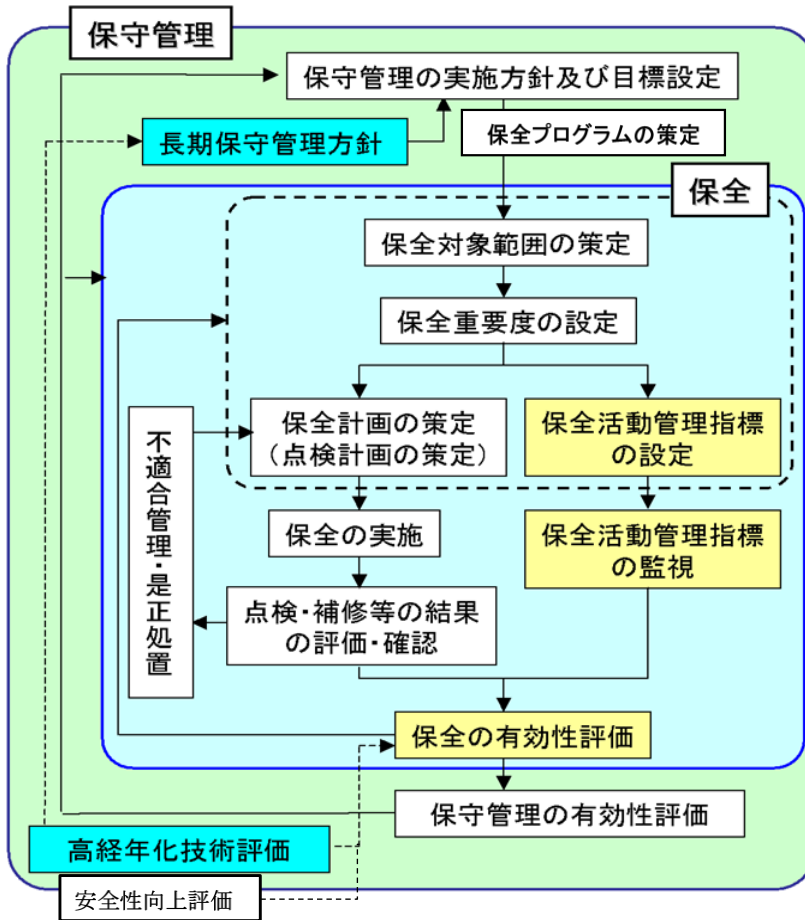 保守管理
保守管理の実施方針及び目標設定
長期保守管理方針
保全プログラムの策定
保全
保全対象範囲の策定
保全重要度の設定
保全計画の策定
（点検計画の策定）
保全活動管理指標
の設定
不適合管理・是正処置
保全の実施
保全活動管理指標
の監視
点検・補修等の結果
の評価・確認
保全の有効性評価
保守管理の有効性評価
高経年化技術評価
安全性向上評価